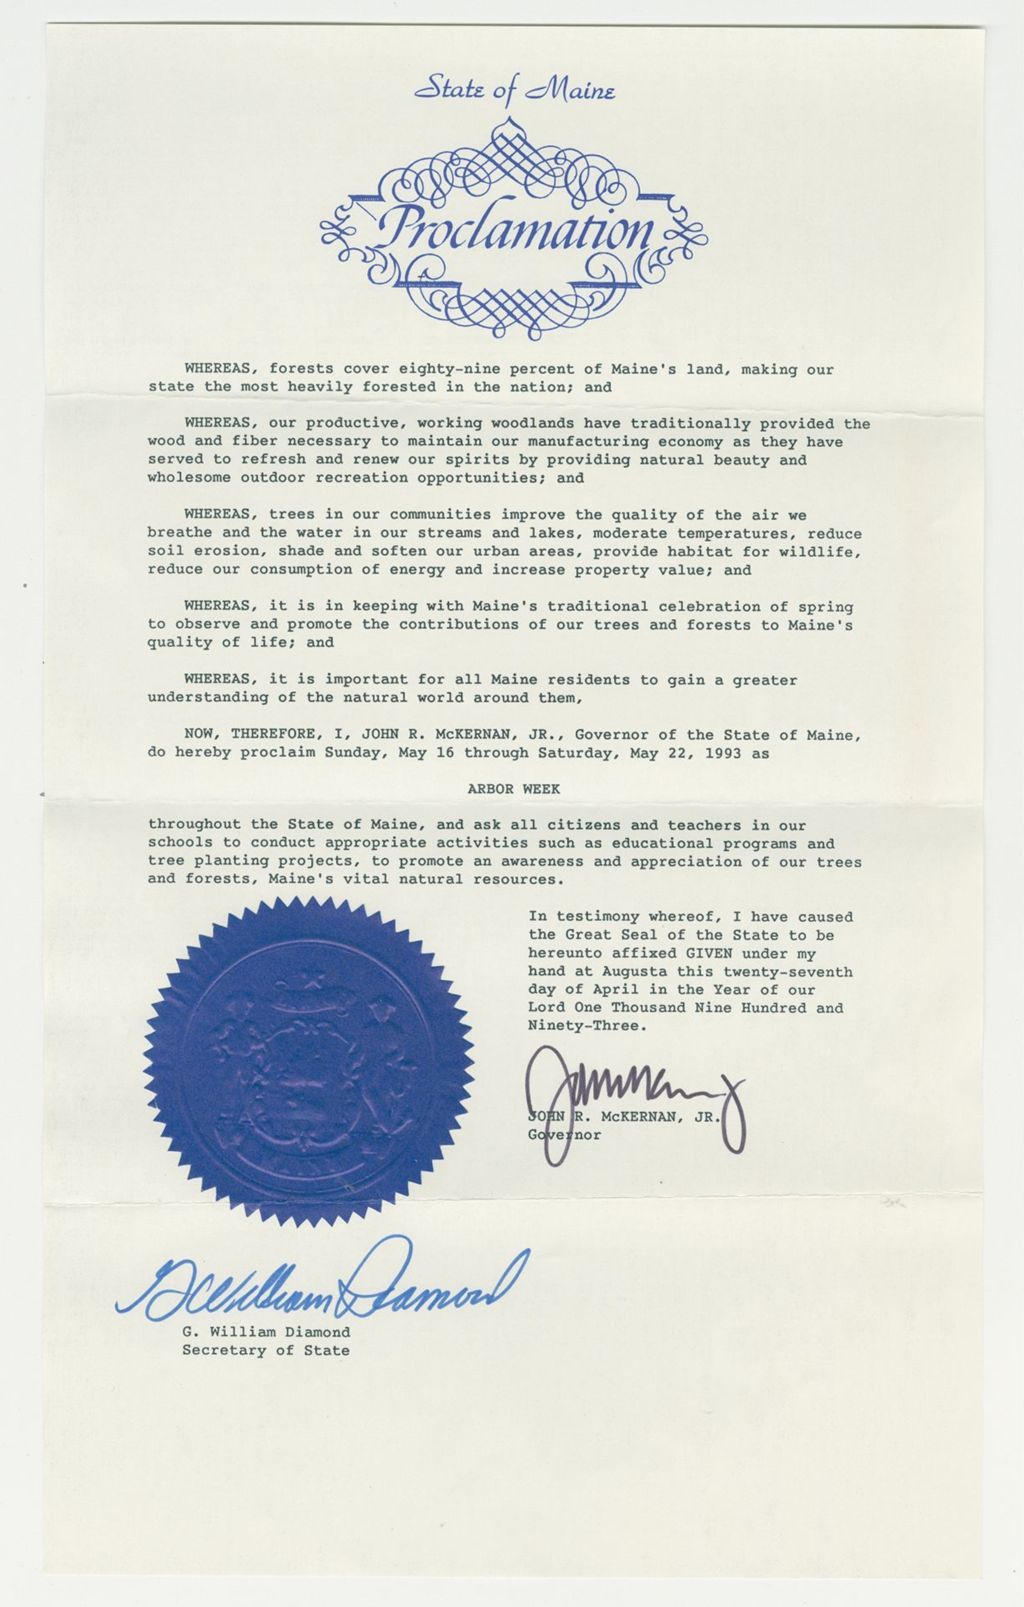 State of Maine
Proclamation
WHEREAS, forests cover eighty-nine percent of Maine's land, making our
state the most heavily forested in the nation; and
WHEREAS, our productive, working woodlands have traditionally provided the
wood and fiber necessary to maintain our manufacturing economy as they have
served to refresh and renew our spirits by providing natural beauty and
wholesome outdoor recreation opportunities; and
WHEREAS, trees in our communities improve the quality of the air we
breathe and the water in our streams and lakes, moderate temperatures, reduce
soil erosion, shade and soften our urban areas, provide habitat for wildlife,
reduce our consumption of energy and increase property value; and
WHEREAS, it is in keeping with Maine's traditional celebration of spring
to observe and promote the contributions of our trees and forests to Maine's
quality of life; and
WHEREAS, it is important for all Maine residents to gain a greater
understanding of the natural world around them,
NOW, THEREFORE, I, JOHN R. McKERNAN, JR., Governor of the State of Maine,
do hereby proclaim Sunday, May 16 through Saturday, May 22, 1993 as
ARBOR WEEK
throughout the State of Maine, and ask all citizens and teachers in our
schools to conduct appropriate activities such as educational programs and
tree planting projects, to promote an awareness and appreciation of our trees
and forests, Maine's vital natural resources.
In testimony whereof, I have caused
the Great Seal of the State to be
hereunto affixed GIVEN under my
hand at Augusta this twenty-seventh
day of April in the Year of our
Lord One Thousand Nine Hundred and
Ninety-Three.
JOHN R. McKERNAN, JR.
Governor
G William Diamond
G. William Diamond
Secretary of State